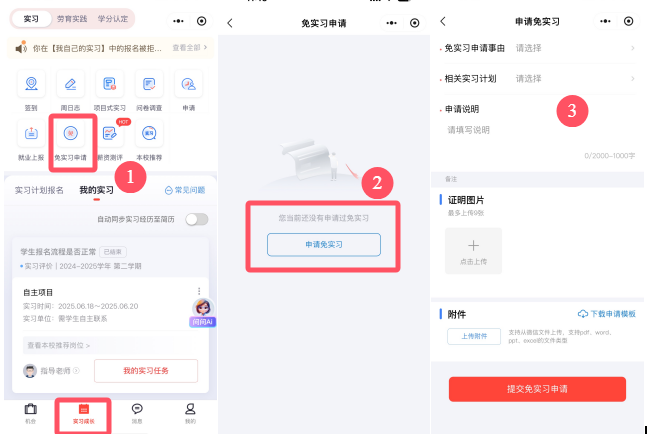 实习 劳育实践 学分认定
你在【我自己的实习】中的报名被拒... 查看全部 >
签到 周日志 项目式实习 问卷调查 申请
HOT
就业上报 免实习申请 薪资测评 本校推荐
1
实习计划报名 我的实习 常见问题
自动同步实习经历至简历
学生报名流程是否正常 已结束
• 实习评价 | 2024-2025学年 第二学期
自主项目
实习时间: 2025.06.18~2025.06.20
实习单位: 需学生自主联系
问问AI
查看本校推荐岗位 >
指导老师 我的实习任务
机会 实习成长 消息 我的
免实习申请
2
您当前还没有申请过免实习
申请免实习
申请免实习
免实习申请事由 请选择
相关实习计划 请选择
申请说明
3
请填写说明
0/2000-1000字
备注
证明图片
最多上传9张
点击上传
附件 下载申请模板
上传附件 支持从微信文件上传, 支持pdf、word、
ppt、excel的文件类型
提交免实习申请